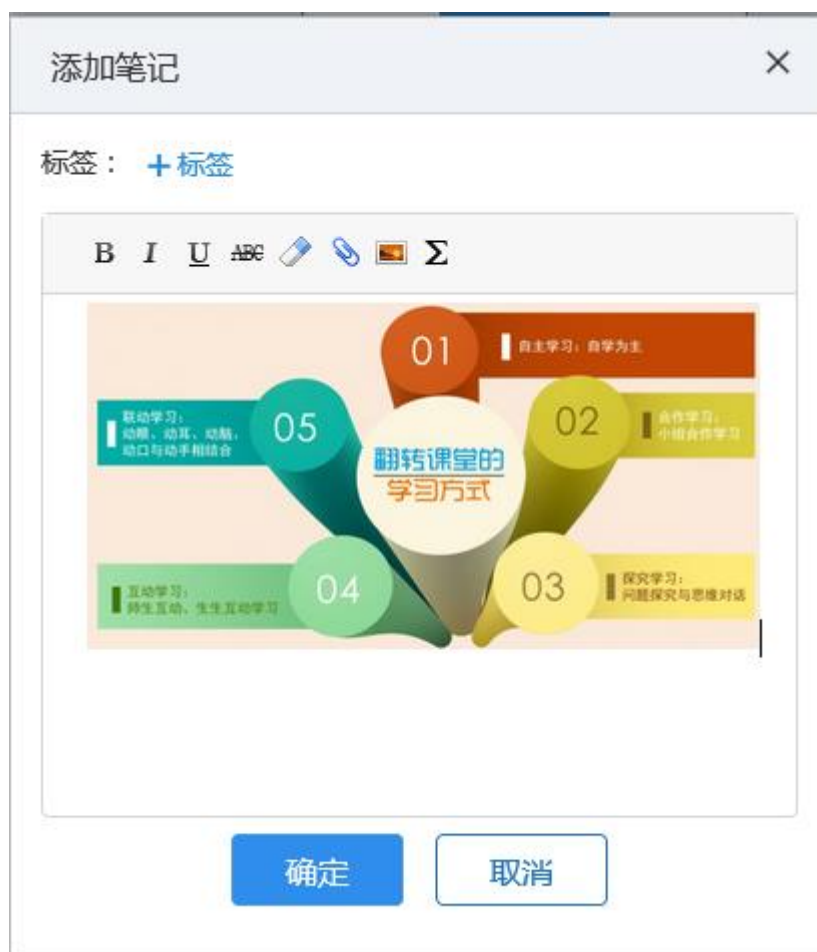 添加笔记
×
标签：
+标签
B I U ABC Σ
01
自主学习：自学为主
02
合作学习：
小组合作学习
05
联动学习：
动眼、动耳、动脑、
动口与动手相结合
翻转课堂的
学习方式
03
探究学习：
问题探究与思维对话
04
互动学习：
师生互动、生生互动学习
确定
取消